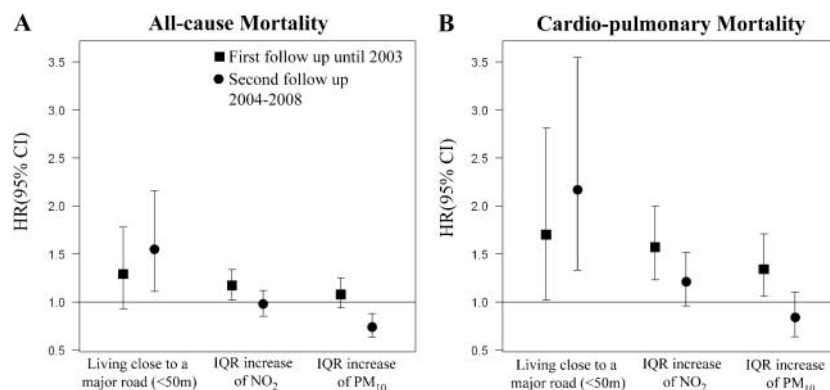 A
All-cause Mortality
HR(95% CI)
3.5
3.0
2.5
2.0
1.5
1.0
0.5
First follow up until 2003
Second follow up
2004-2008
Living close to a
major road (<50m)
IQR increase
of NO₂
IQR increase
of PM₁₀
B
Cardio-pulmonary Mortality
HR(95% CI)
3.5
3.0
2.5
2.0
1.5
1.0
0.5
Living close to a
major road (<50m)
IQR increase
of NO₂
IQR increase
of PM₁₀